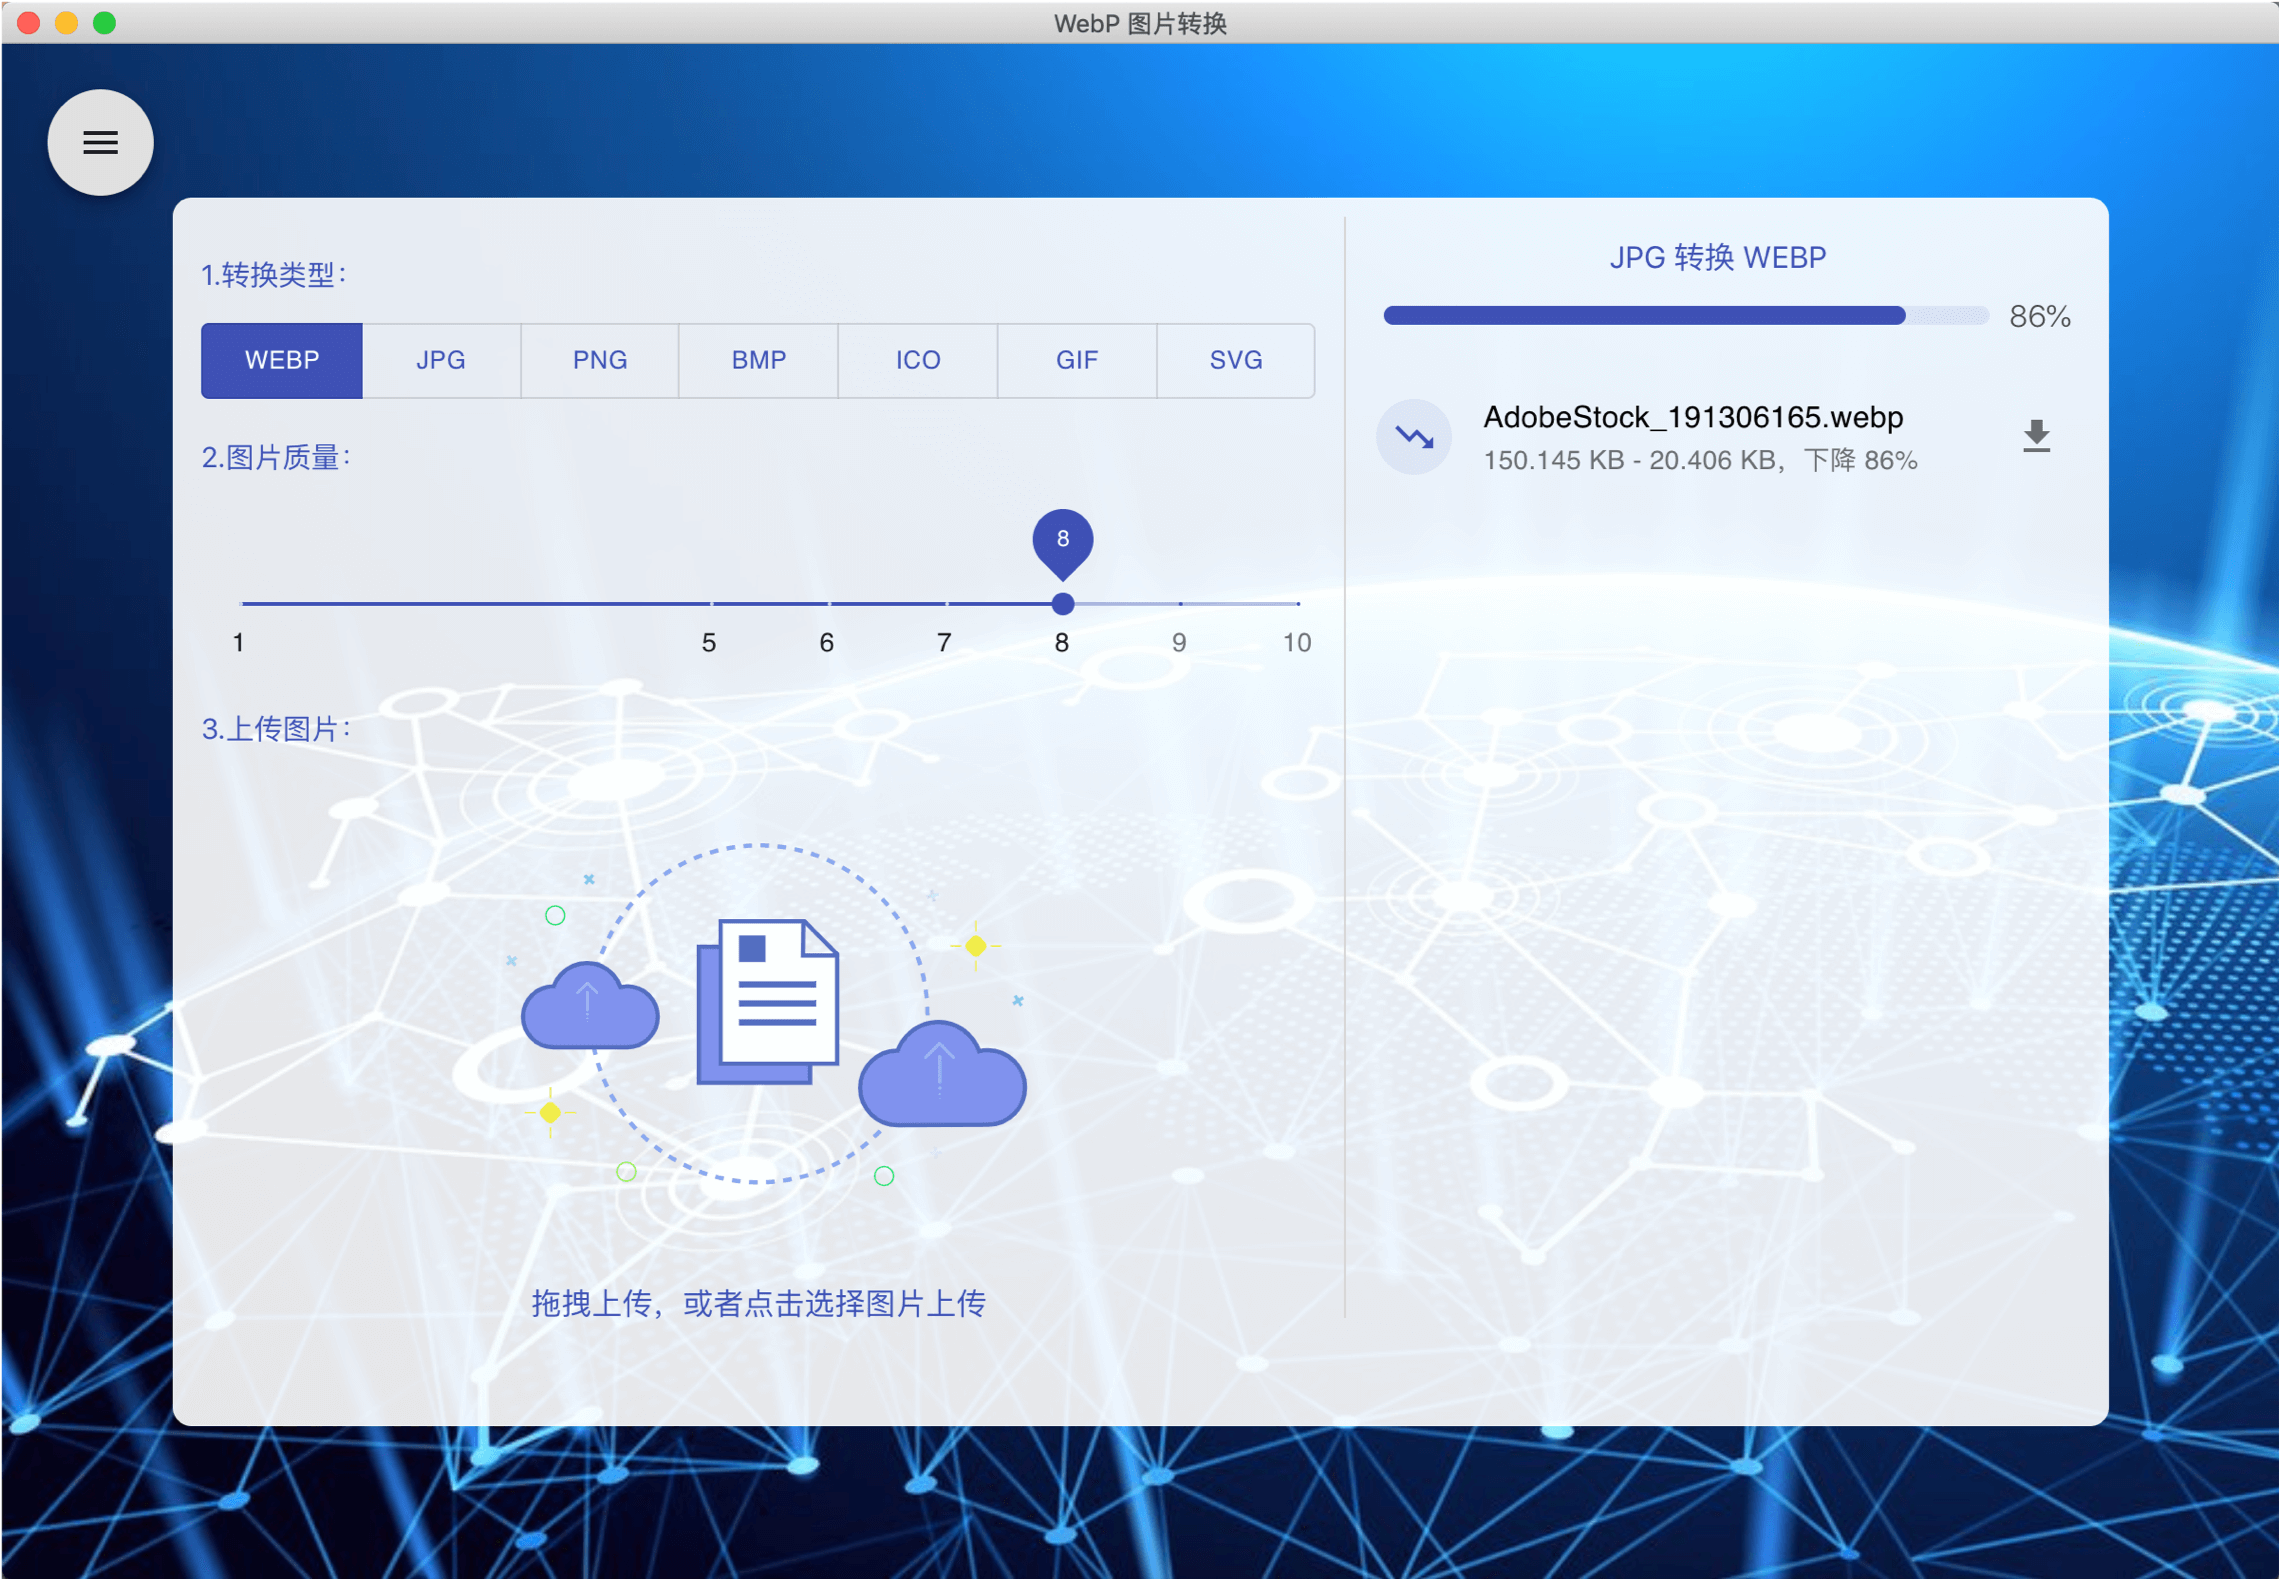 WebP 图片转换
1.转换类型：
WEBP JPG PNG BMP ICO GIF SVG
2.图片质量：
8
1 5 6 7 8 9 10
3.上传图片：
拖拽上传，或者点击选择图片上传
JPG 转换 WEBP
86%
AdobeStock_191306165.webp
150.145 KB - 20.406 KB，下降 86%